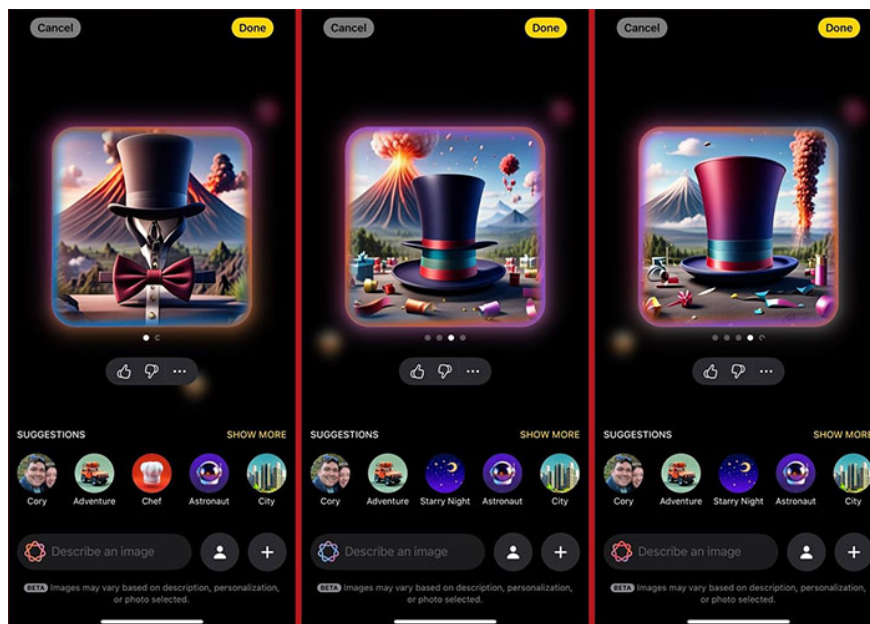 Cancel
Done
SUGGESTIONS
SHOW MORE
Cory
Adventure
Chef
Astronaut
City
Describe an image
BETA Images may vary based on description, personalization,
or photo selected.
Cancel
Done
SUGGESTIONS
SHOW MORE
Cory
Adventure
Starry Night
Astronaut
City
Describe an image
BETA Images may vary based on description, personalization,
or photo selected.
Cancel
Done
SUGGESTIONS
SHOW MORE
Cory
Adventure
Starry Night
Astronaut
City
Describe an image
BETA Images may vary based on description, personalization,
or photo selected.